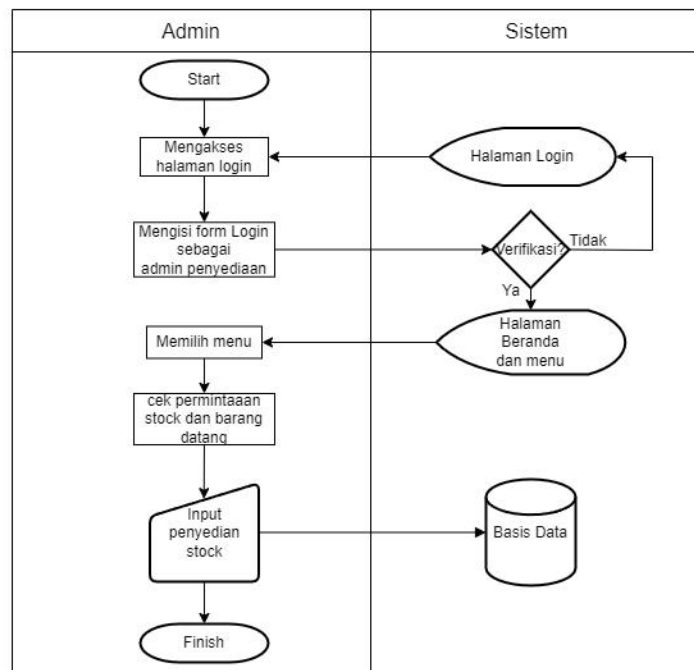 Admin
Sistem
Start
Mengakses
halaman login
Halaman Login
Mengisi form Login
sebagai
admin penyediaan
Verifikasi?
Tidak
Ya
Halaman
Beranda
dan menu
Memilih menu
cek permintaaan
stock dan barang
datang
Input
penyedian
stock
Basis Data
Finish